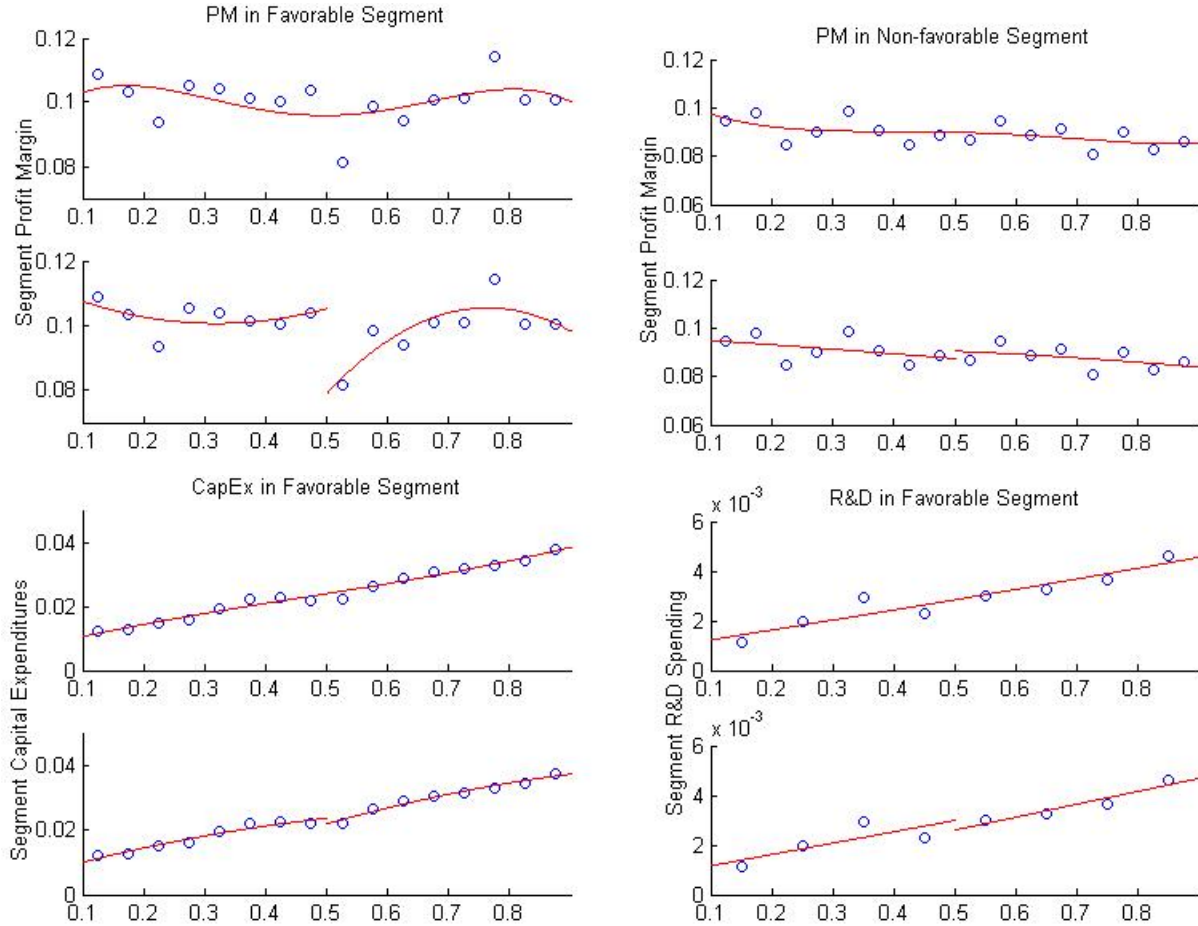 PM in Favorable Segment
0.12
0.1
0.08
0.1 0.2 0.3 0.4 0.5 0.6 0.7 0.8
0.12
0.1
0.08
0.1 0.2 0.3 0.4 0.5 0.6 0.7 0.8
Segment Profit Margin
PM in Non-favorable Segment
0.12
0.1
0.08
0.06
0.1 0.2 0.3 0.4 0.5 0.6 0.7 0.8
0.12
0.1
0.08
0.06
0.1 0.2 0.3 0.4 0.5 0.6 0.7 0.8
Segment Profit Margin
CapEx in Favorable Segment
0.04
0.02
0
0.1 0.2 0.3 0.4 0.5 0.6 0.7 0.8
0.04
0.02
0
0.1 0.2 0.3 0.4 0.5 0.6 0.7 0.8
Segment Capital Expenditures
R&D in Favorable Segment
x 10⁻³
6
4
2
0
0.1 0.2 0.3 0.4 0.5 0.6 0.7 0.8
x 10⁻³
6
4
2
0
0.1 0.2 0.3 0.4 0.5 0.6 0.7 0.8
Segment R&D Spending